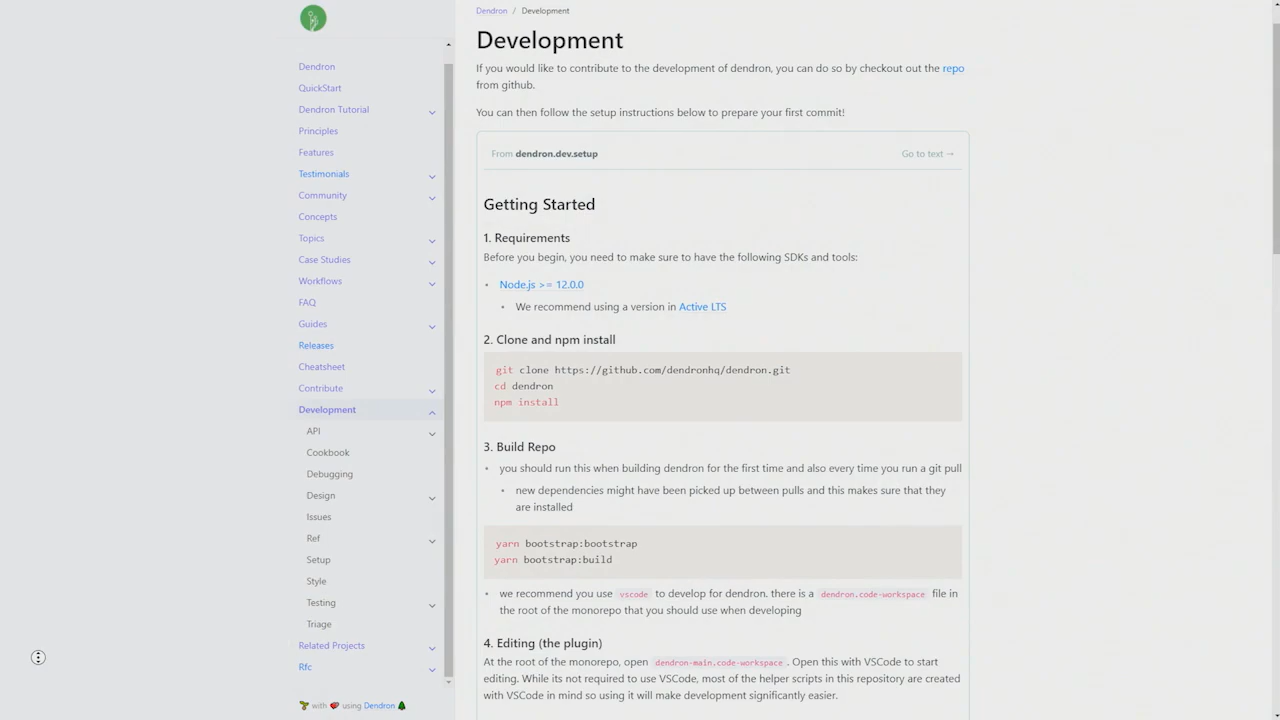 Dendron
QuickStart
Dendron Tutorial
Principles
Features
Testimonials
Community
Concepts
Topics
Case Studies
Workflows
FAQ
Guides
Releases
Cheatsheet
Contribute
Development
API
Cookbook
Debugging
Design
Issues
Ref
Setup
Style
Testing
Triage
Related Projects
Rfc
with using Dendron
Dendron / Development
Development
If you would like to contribute to the development of dendron, you can do so by checkout out the repo
from github.
You can then follow the setup instructions below to prepare your first commit!
From dendron.dev.setup
Go to text →
Getting Started
1. Requirements
Before you begin, you need to make sure to have the following SDKs and tools:
• Node.js >= 12.0.0
• We recommend using a version in Active LTS
2. Clone and npm install
git clone https://github.com/dendronhq/dendron.git
cd dendron
npm install
3. Build Repo
• you should run this when building dendron for the first time and also every time you run a git pull
• new dependencies might have been picked up between pulls and this makes sure that they
are installed
yarn bootstrap:bootstrap
yarn bootstrap:build
• we recommend you use vscode to develop for dendron. there is a dendron.code-workspace file in
the root of the monorepo that you should use when developing
4. Editing (the plugin)
At the root of the monorepo, open dendron-main.code-workspace. Open this with VSCode to start
editing. While its not required to use VSCode, most of the helper scripts in this repository are created
with VSCode in mind so using it will make development significantly easier.